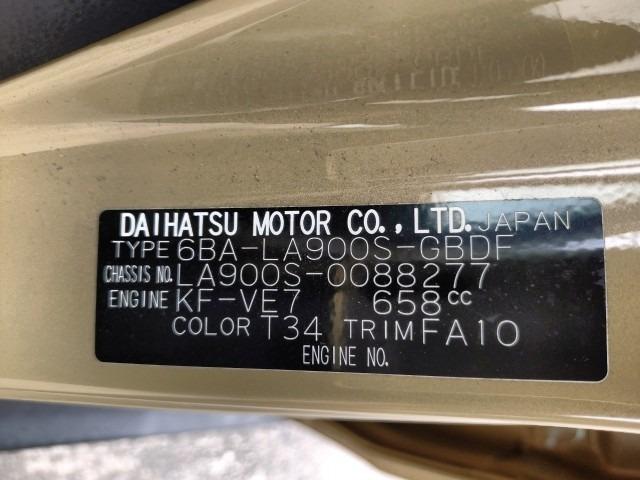 DAIHATSU MOTOR CO., LTD. JAPAN
TYPE 6BA-LA900S-GBDF
CHASSIS NO. LA900S-0088277
ENGINE KF-VE7 658cc
COLOR T34 TRIM FA10
ENGINE NO.